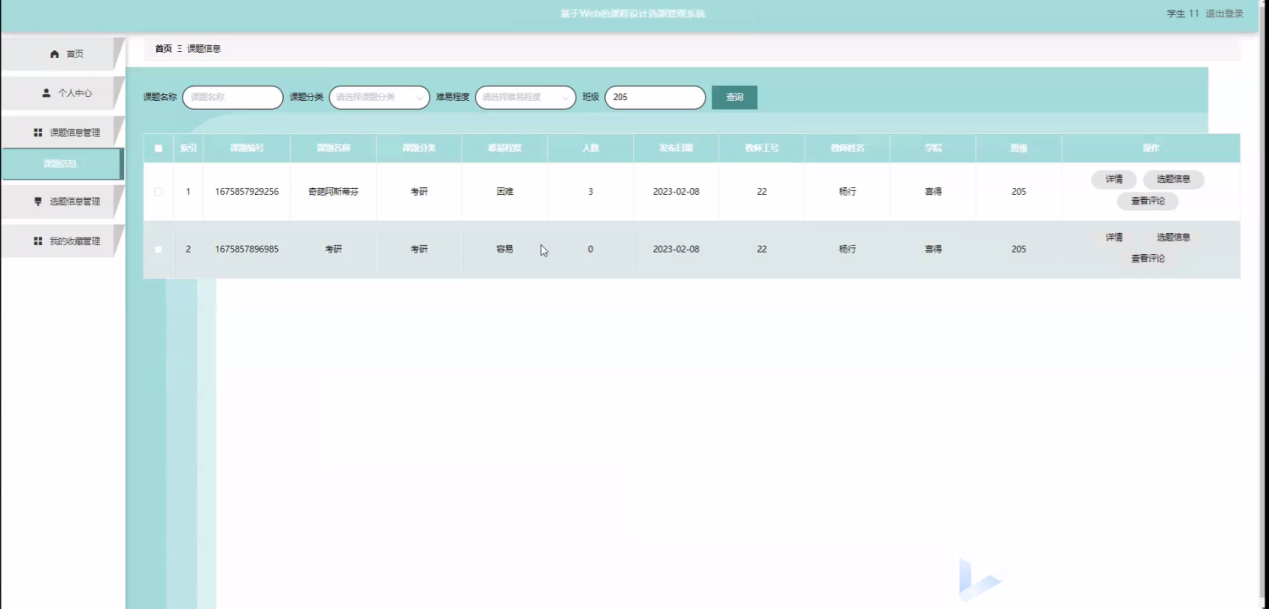 基于Web的课程设计选题管理系统
学生 11 退出登录
首页
个人中心
课题信息管理
课题信息
选题信息管理
我的收藏管理
首页 Ξ 课题信息
课题名称 课题名称 课题分类 请选择课题分类 难易程度 请选择难易程度 班级 205 查询
索引 课题编号 课题名称 课题分类 难易程度 人数 发布日期 教师工号 教师姓名 学院 班级 操作
1 1675857929256 奇葩阿斯蒂芬 考研 困难 3 2023-02-08 22 杨行 喜得 205 详情 选题信息
查看评论
2 1675857896985 考研 考研 容易 0 2023-02-08 22 杨行 喜得 205 详情 选题信息
查看评论